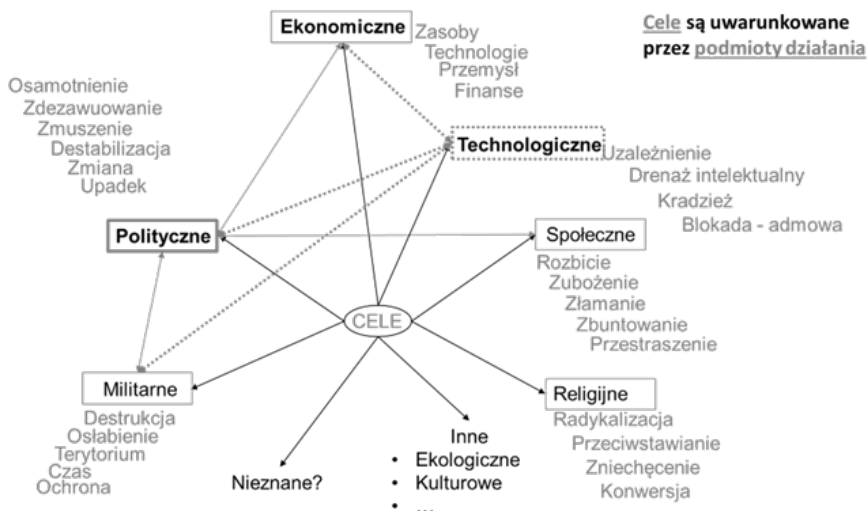 Ekonomiczne
Zasoby
Technologie
Przemysł
Finanse
Cele są uwarunkowane
przez podmioty działania
Osamotnienie
Zdezawuowanie
Zmuszenie
Destabilizacja
Zmiana
Upadek
Technologiczne
Uzależnienie
Drenaż intelektualny
Kradzież
Blokada - admowa
Polityczne
Społeczne
Rozbicie
Zubożenie
Złamanie
Zbuntowanie
Przestraszenie
CELE
Militarne
Destrukcja
Osłabienie
Terytorium
Czas
Ochrona
Nieznane?
Inne
• Ekologiczne
• Kulturowe
• ...
Religijne
Radykalizacja
Przeciwstawianie
Zniechęcenie
Konwersja